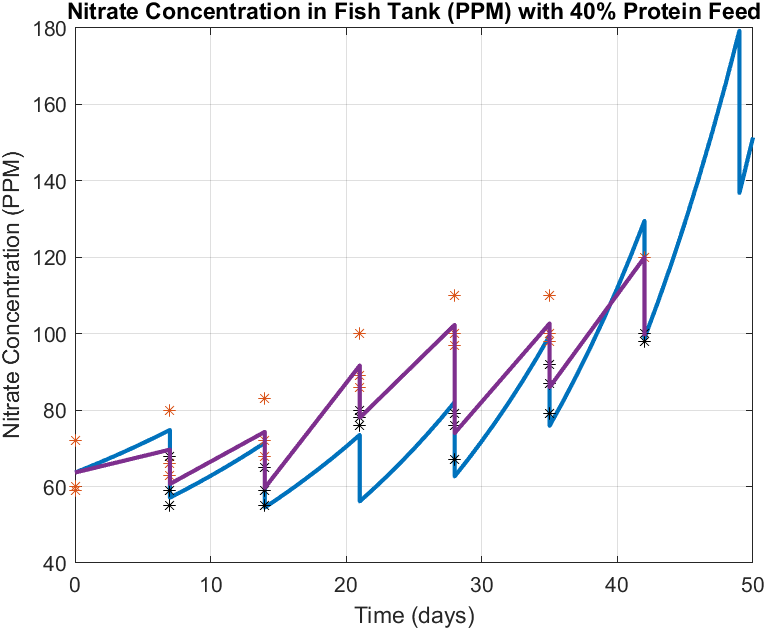 Nitrate Concentration in Fish Tank (PPM) with 40% Protein Feed
180
160
140
120
100
80
60
40
Nitrate Concentration (PPM)
0 10 20 30 40 50
Time (days)